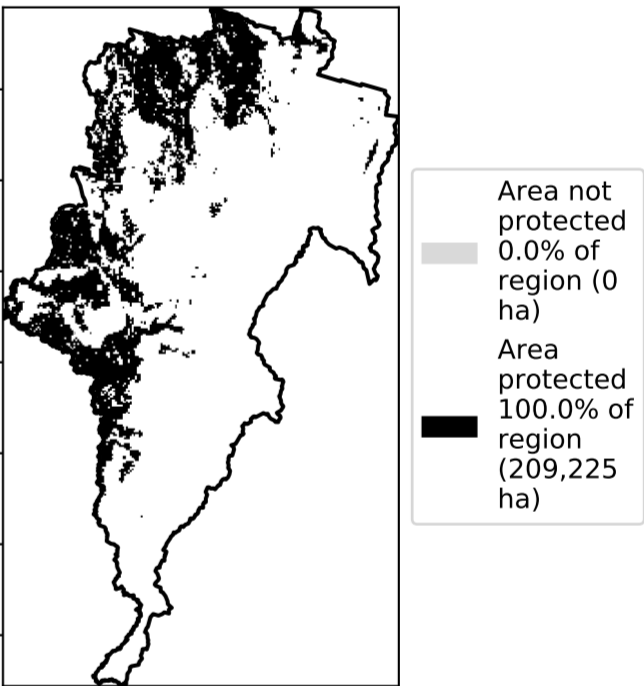 Area not
protected
0.0% of
region (0
ha)
Area
protected
100.0% of
region
(209,225
ha)